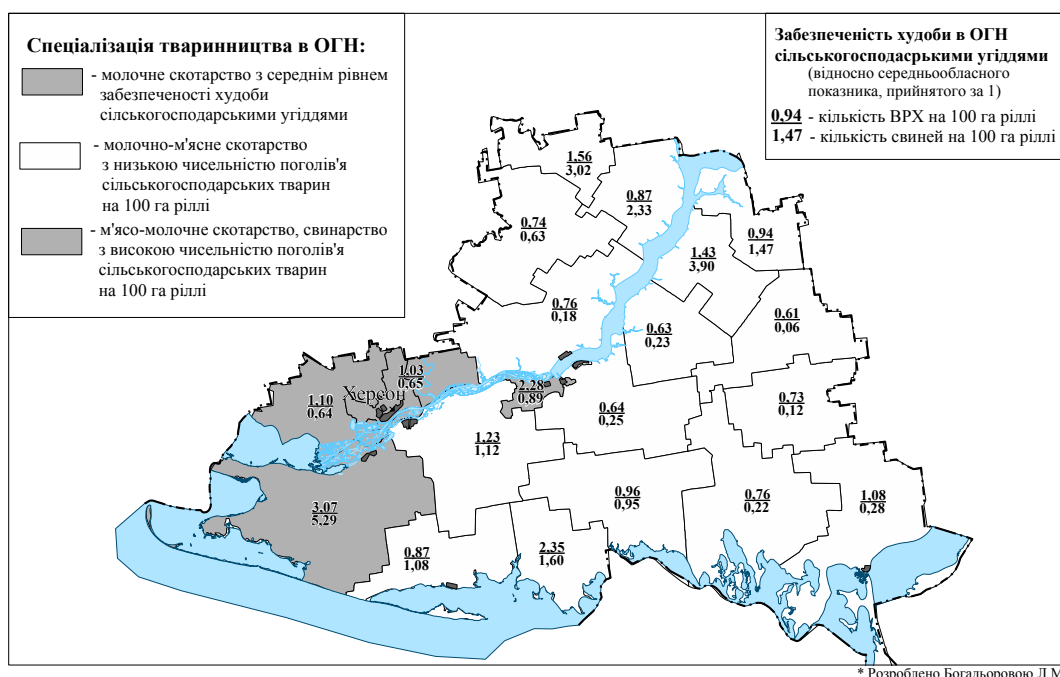 Спеціалізація тваринництва в ОГН:
- молочне скотарство з середнім рівнем
забезпеченості худоби
сільськогосподарськими угіддями
- молочно-м'ясне скотарство
з низькою чисельністю поголів'я
сільськогосподарських тварин
на 100 га ріллі
- м'ясо-молочне скотарство, свинарство
з високою чисельністю поголів'я
сільськогосподарських тварин
на 100 га ріллі
Забезпеченість худоби в ОГН
сільськогосподасрькими угіддями
(відносно середньообласного
показника, прийнятого за 1)
0,94 - кількість ВРХ на 100 га ріллі
1,47 - кількість свиней на 100 га ріллі
1,56
3,02
0,87
2,33
0,74
0,63
0,94
1,47
1,43
3,90
0,76
0,18
0,63
0,23
0,61
0,06
1,03
0,65
Херсон
1,10
0,64
2,28
0,89
0,64
0,25
0,73
0,12
1,23
1,12
3,07
5,29
0,96
0,95
0,76
0,22
1,08
0,28
0,87
1,08
2,35
1,60
* Розроблено Богадьоровою Л.М